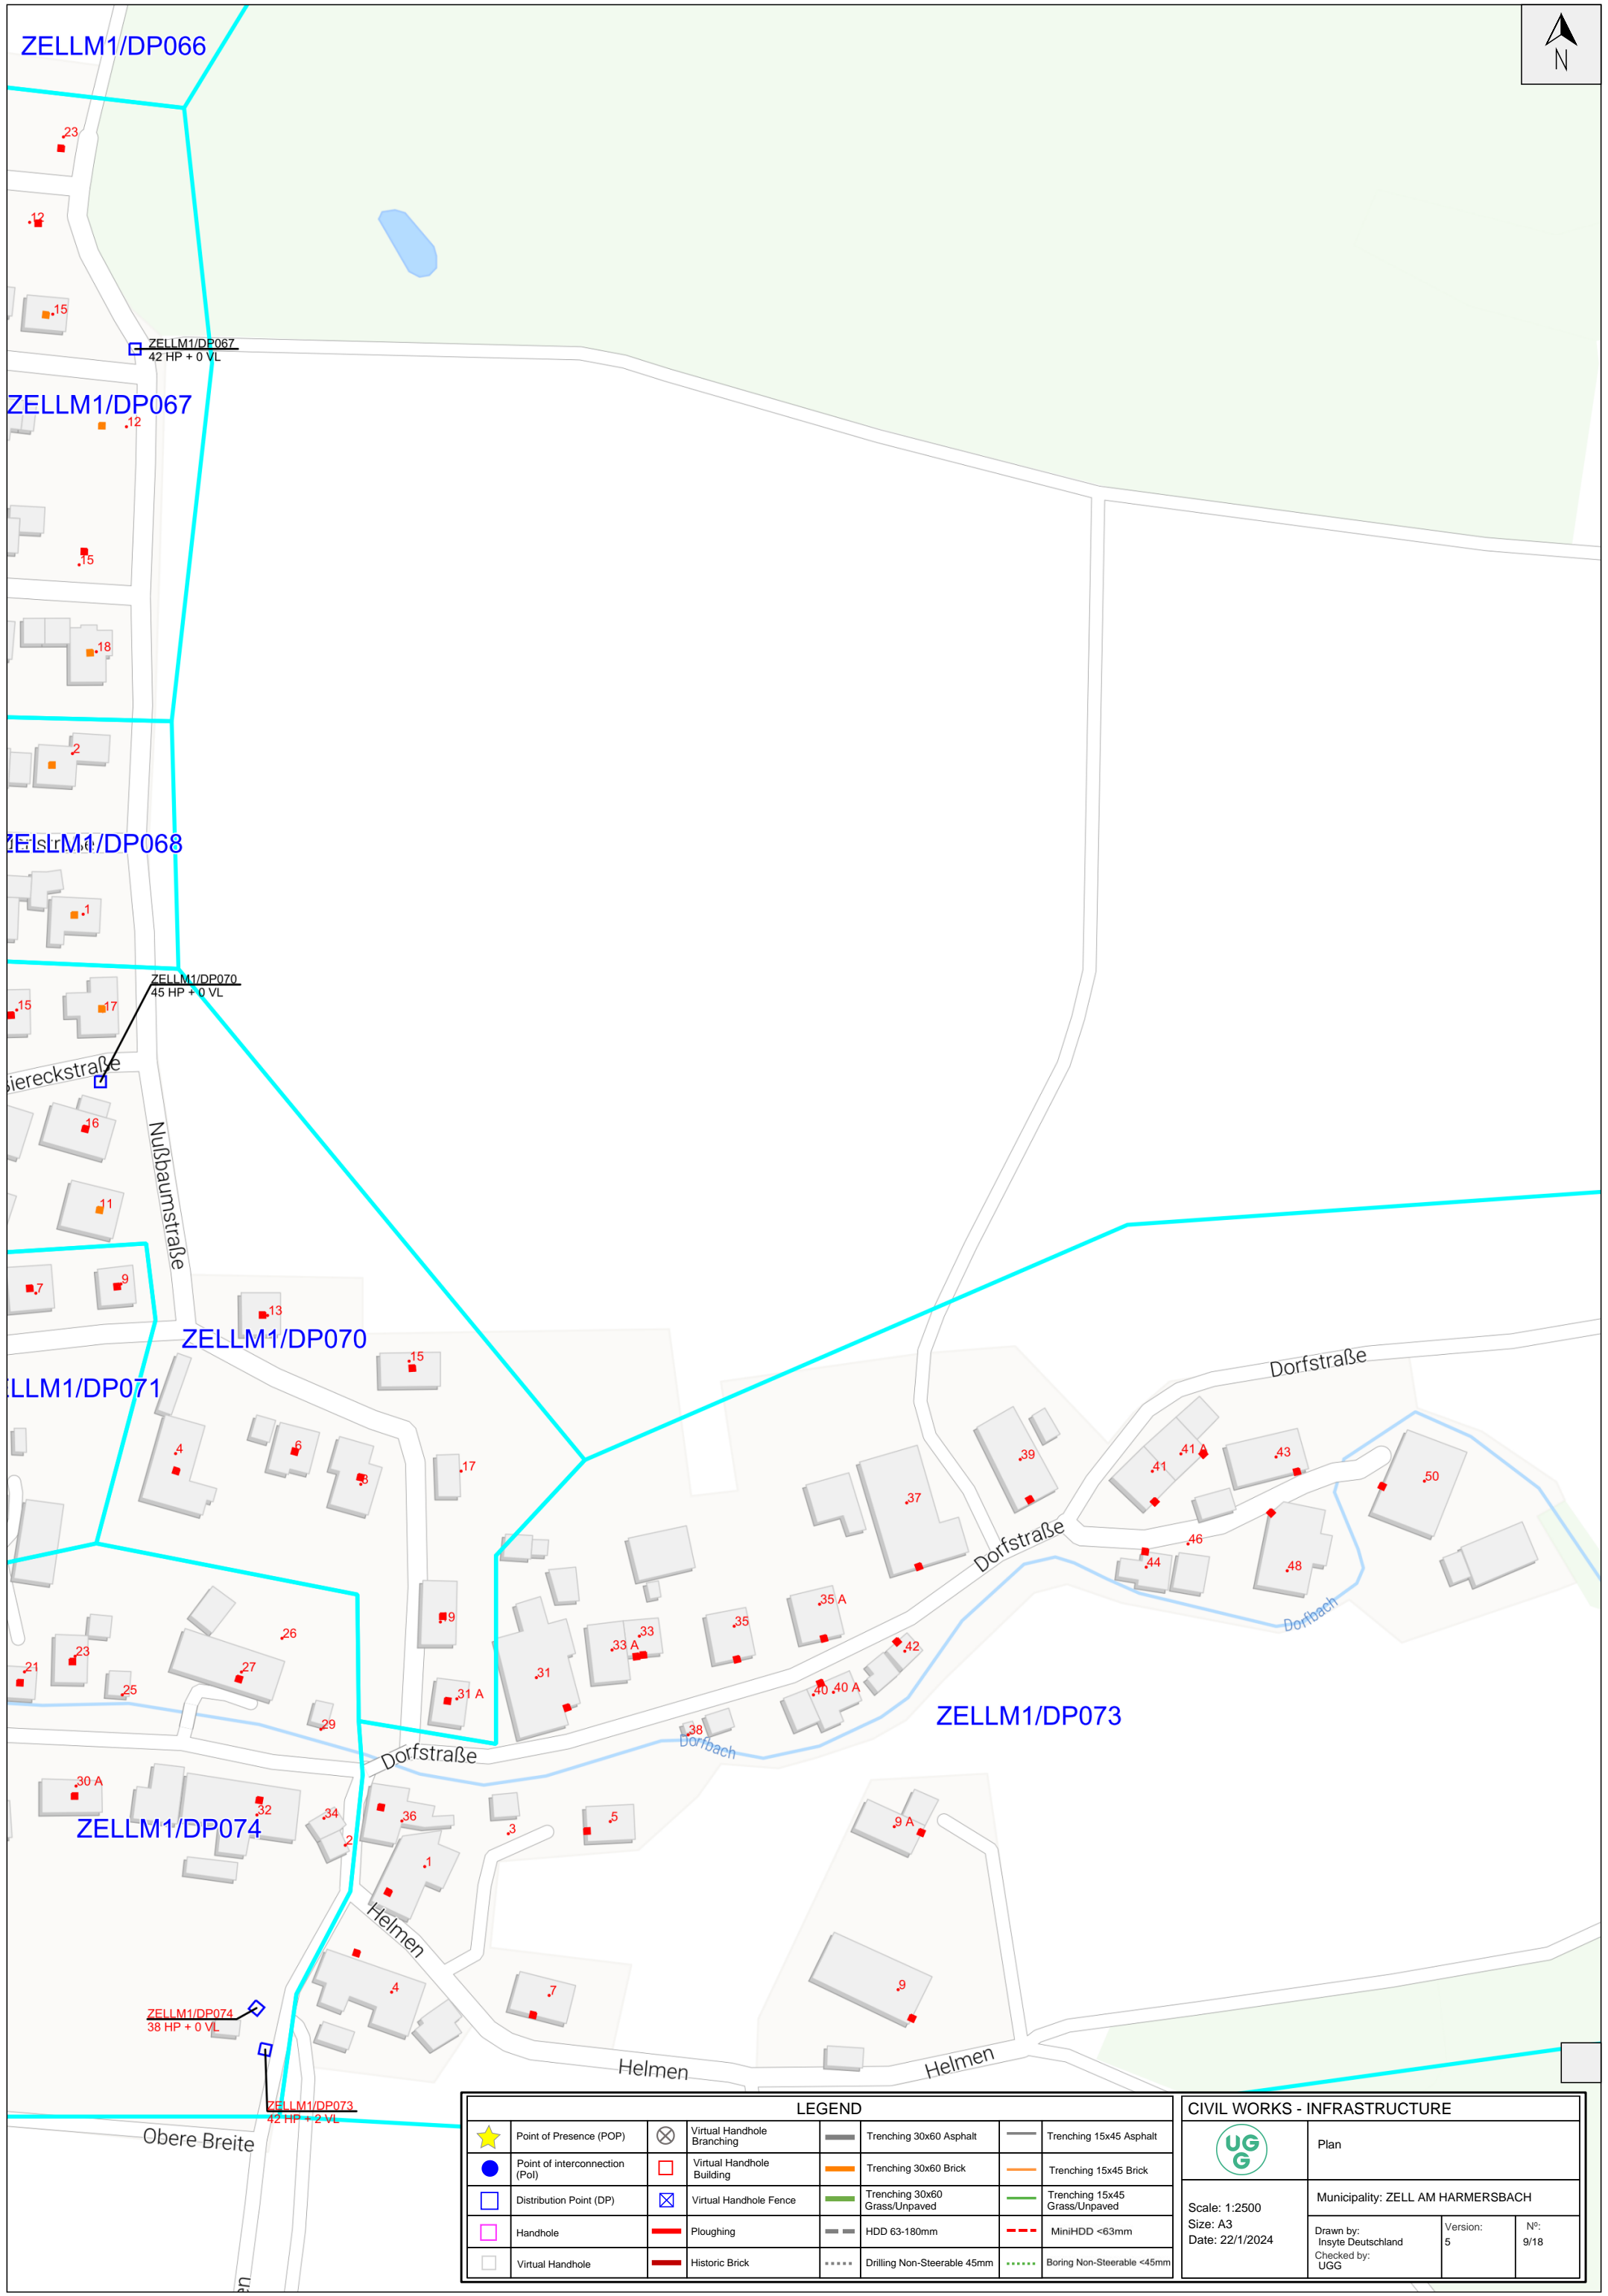 ZELLM1/DP066
N
23
12
15
ZELLM1/DP067
42 HP + 0 VL
ZELLM1/DP067
12
15
18
2
ZELLM1/DP068
1
ZELLM1/DP070
45 HP + 0 VL
15
17
Siereckstraße
16
Nußbaumstraße
11
7
9
13
ZELLM1/DP070
15
Dorfstraße
ELLM1/DP071
4
6
8
17
39
41
41 A
43
50
37
Dorfstraße
44
46
48
Dorfbach
19
35 A
35
33
33 A
42
26
23
21
27
25
31
31 A
40
40 A
29
38
Dorfbach
ZELLM1/DP073
Dorfstraße
30 A
32
34
2
36
3
5
9 A
ZELLM1/DP074
1
Helmen
4
7
9
ZELLM1/DP074
38 HP + 0 VL
Helmen
Helmen
ZELLM1/DP073
42 HP + 2 VL
Obere Breite
en
LEGEND
Point of Presence (POP)
Virtual Handhole
Branching
Trenching 30x60 Asphalt
Trenching 15x45 Asphalt
Point of interconnection
(PoI)
Virtual Handhole
Building
Trenching 30x60 Brick
Trenching 15x45 Brick
Distribution Point (DP)
Virtual Handhole Fence
Trenching 30x60
Grass/Unpaved
Trenching 15x45
Grass/Unpaved
Handhole
Ploughing
HDD 63-180mm
MiniHDD <63mm
Virtual Handhole
Historic Brick
Drilling Non-Steerable 45mm
Boring Non-Steerable <45mm
CIVIL WORKS - INFRASTRUCTURE
UGG
Plan
Scale: 1:2500
Size: A3
Date: 22/1/2024
Municipality: ZELL AM HARMERSBACH
Drawn by:
Insyte Deutschland
Checked by:
UGG
Version:
5
Nº:
9/18